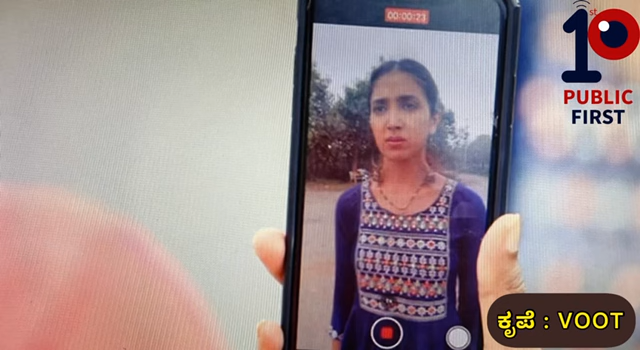 00:00:23
1st
PUBLIC
FIRST
ಕೃಪೆ : VOOT